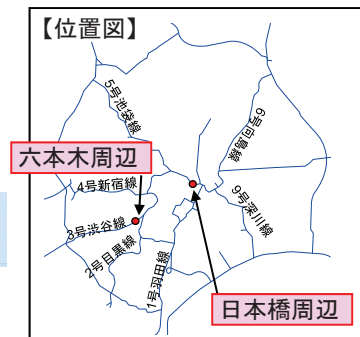 【位置図】
5号池袋線
6号向島線
六本木周辺
4号新宿線
9号深川線
3号渋谷線
2号目黒線
1号羽田線
日本橋周辺